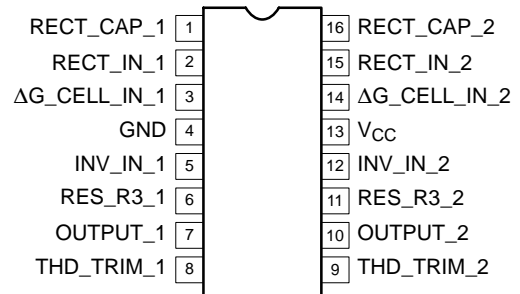 RECT_CAP_1 1 16 RECT_CAP_2
RECT_IN_1 2 15 RECT_IN_2
ΔG_CELL_IN_1 3 14 ΔG_CELL_IN_2
GND 4 13 VCC
INV_IN_1 5 12 INV_IN_2
RES_R3_1 6 11 RES_R3_2
OUTPUT_1 7 10 OUTPUT_2
THD_TRIM_1 8 9 THD_TRIM_2